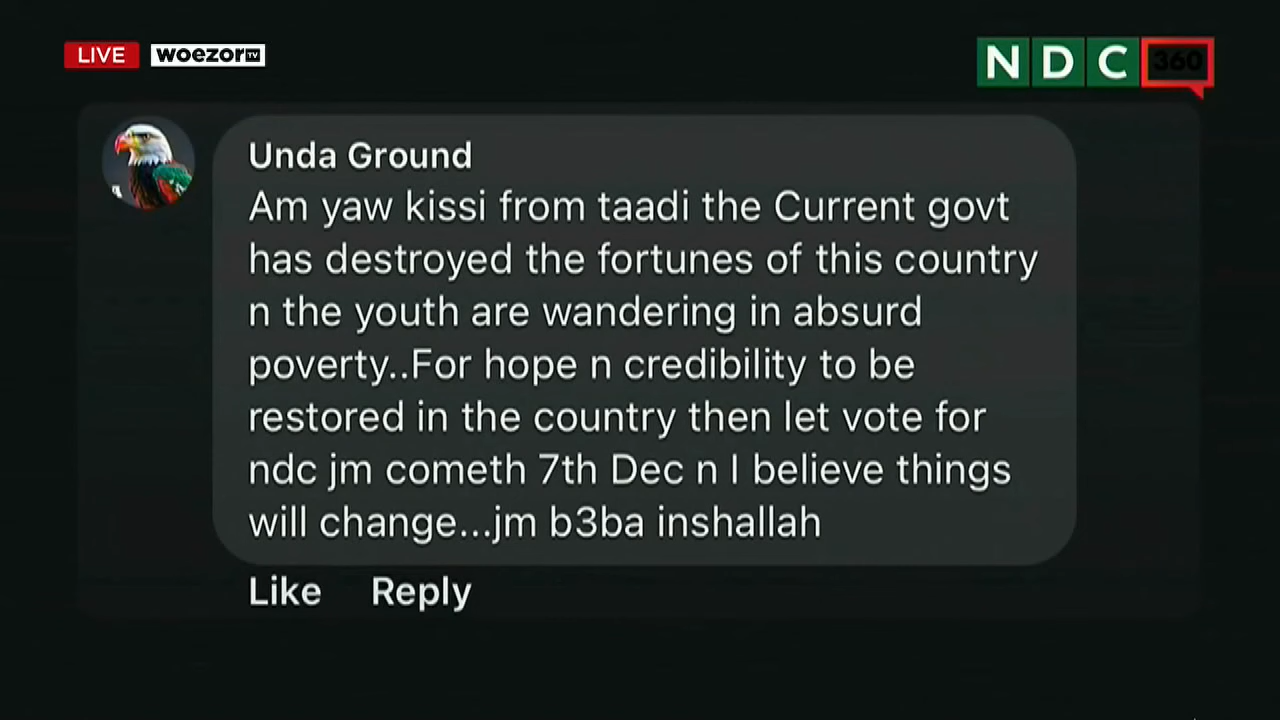 LIVE woezor TV
NDC 360
Unda Ground
Am yaw kissi from taadi the Current govt
has destroyed the fortunes of this country
n the youth are wandering in absurd
poverty..For hope n credibility to be
restored in the country then let vote for
ndc jm cometh 7th Dec n I believe things
will change...jm b3ba inshallah
Like Reply